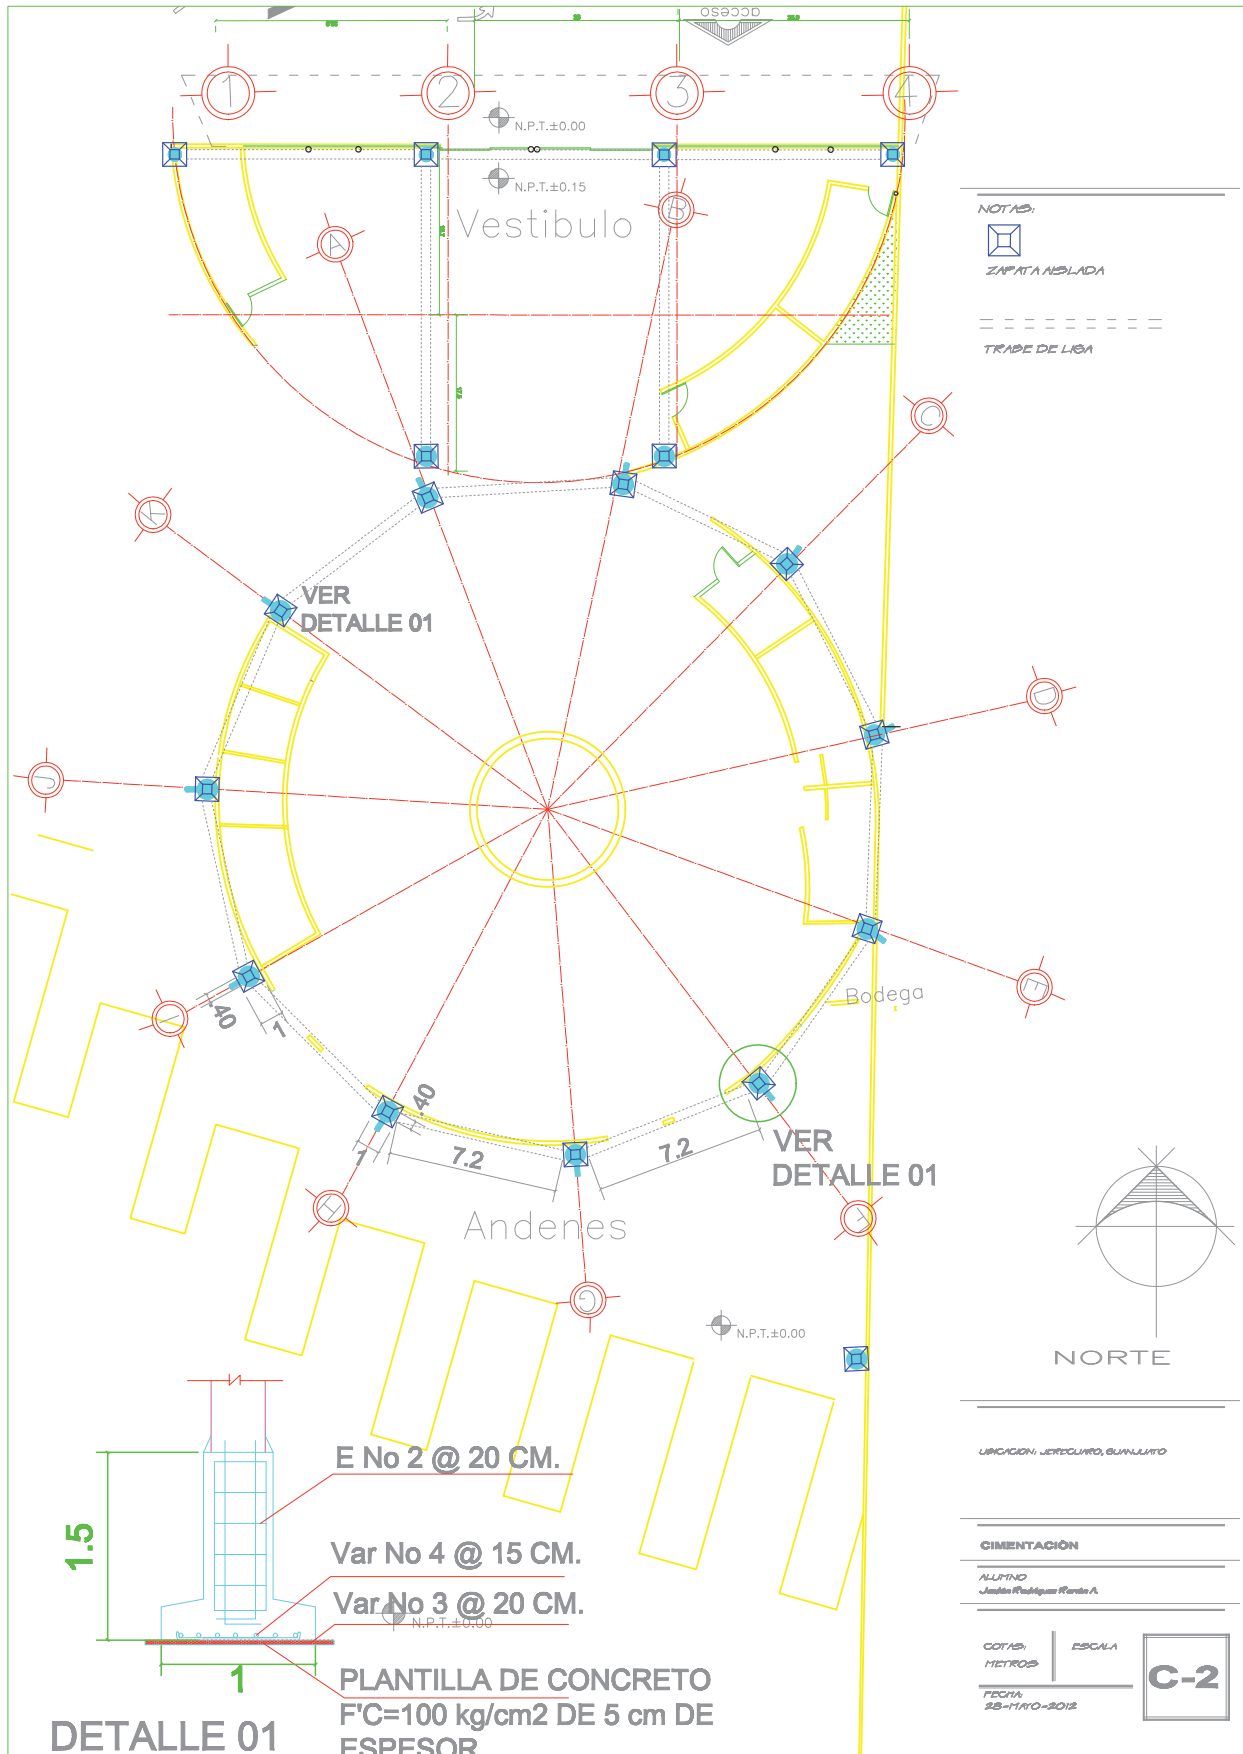 acceso
1
2
3
4
N.P.T.±0.00
N.P.T.±0.15
Vestibulo
A
B
C
D
E
F
G
H
I
J
K
NOTAS:
ZAPATA AISLADA
TRABE DE LIGA
VER
DETALLE 01
Bodega
.40
1
.40
1
7.2
7.2
VER
DETALLE 01
Andenes
N.P.T.±0.00
NORTE
E No 2 @ 20 CM.
Var No 4 @ 15 CM.
Var No 3 @ 20 CM.
N.P.T.±0.00
1.5
1
PLANTILLA DE CONCRETO
F'C=100 kg/cm2 DE 5 cm DE
ESPESOR
DETALLE 01
UBICACION: JERECUARO, GUANAJUATO
CIMENTACIÓN
ALUMNO
COTAS:
METROS
ESCALA
FECHA:
28-MAYO-2012
C-2